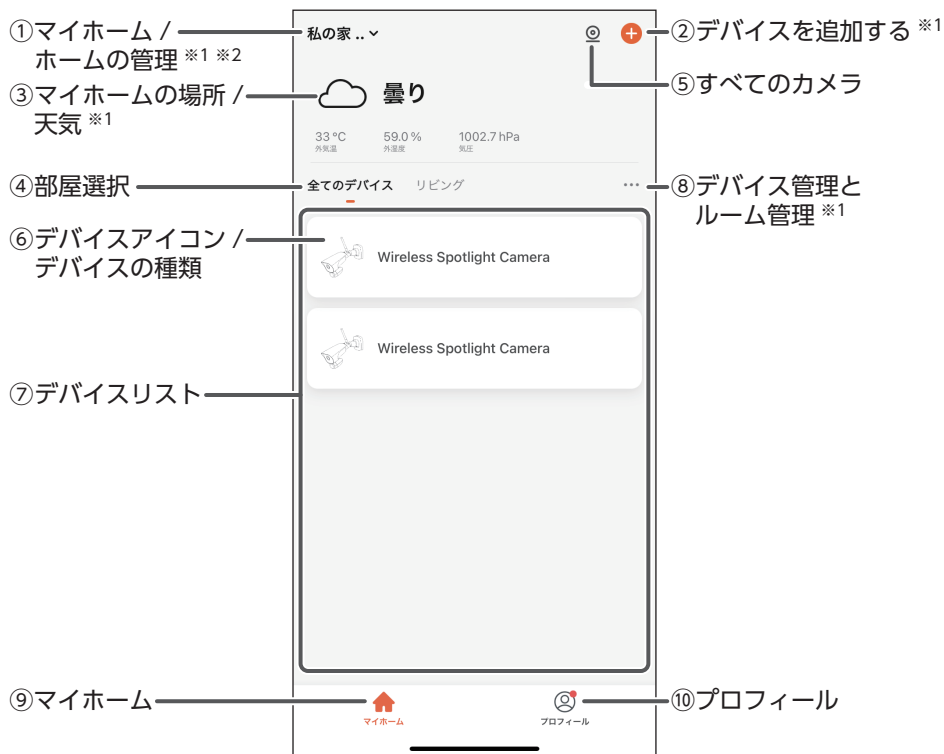 ①マイホーム /
ホームの管理 ※1 ※2
③マイホームの場所 /
天気 ※1
④部屋選択
⑥デバイスアイコン /
デバイスの種類
⑦デバイスリスト
⑨マイホーム
私の家 ..
曇り
33 °C 59.0 % 1002.7 hPa
外気温 外湿度 気圧
全てのデバイス リビング ...
Wireless Spotlight Camera
Wireless Spotlight Camera
マイホーム プロフィール
②デバイスを追加する ※1
⑤すべてのカメラ
⑧デバイス管理と
ルーム管理 ※1
⑩プロフィール